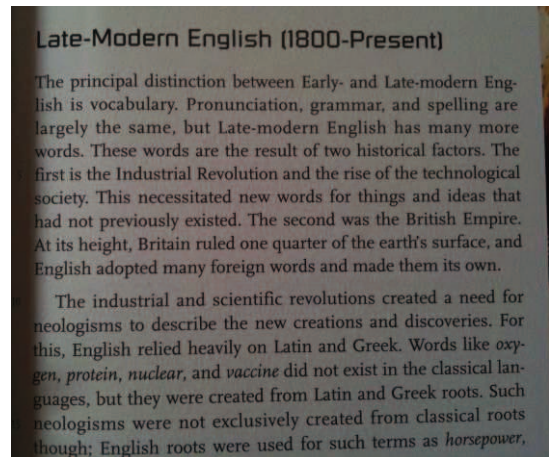 Late-Modern English (1800-Present)
The principal distinction between Early- and Late-modern Eng-
lish is vocabulary. Pronunciation, grammar, and spelling are
largely the same, but Late-modern English has many more
words. These words are the result of two historical factors. The
first is the Industrial Revolution and the rise of the technological
society. This necessitated new words for things and ideas that
had not previously existed. The second was the British Empire.
At its height, Britain ruled one quarter of the earth's surface, and
English adopted many foreign words and made them its own.
The industrial and scientific revolutions created a need for
neologisms to describe the new creations and discoveries. For
this, English relied heavily on Latin and Greek. Words like oxy-
gen, protein, nuclear, and vaccine did not exist in the classical lan-
guages, but they were created from Latin and Greek roots. Such
neologisms were not exclusively created from classical roots
though; English roots were used for such terms as horsepower,